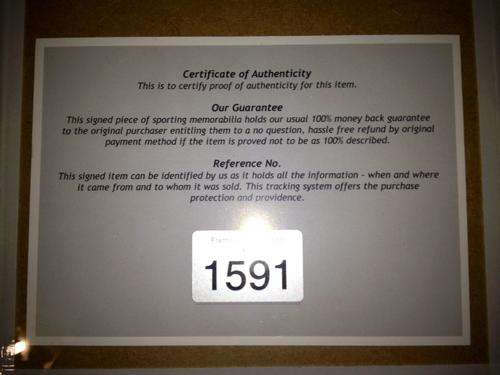 Certificate of Authenticity
This is to certify proof of authenticity for this item.
Our Guarantee
This signed piece of sporting memorabilia holds our usual 100% money back guarantee
to the original purchaser entitling them to a no question, hassle free refund by original
payment method if the item is proved not to be as 100% described.
Reference No.
This signed item can be identified by us as it holds all the information - when and where
it came from and to whom it was sold. This tracking system offers the purchase
protection and providence.
1591